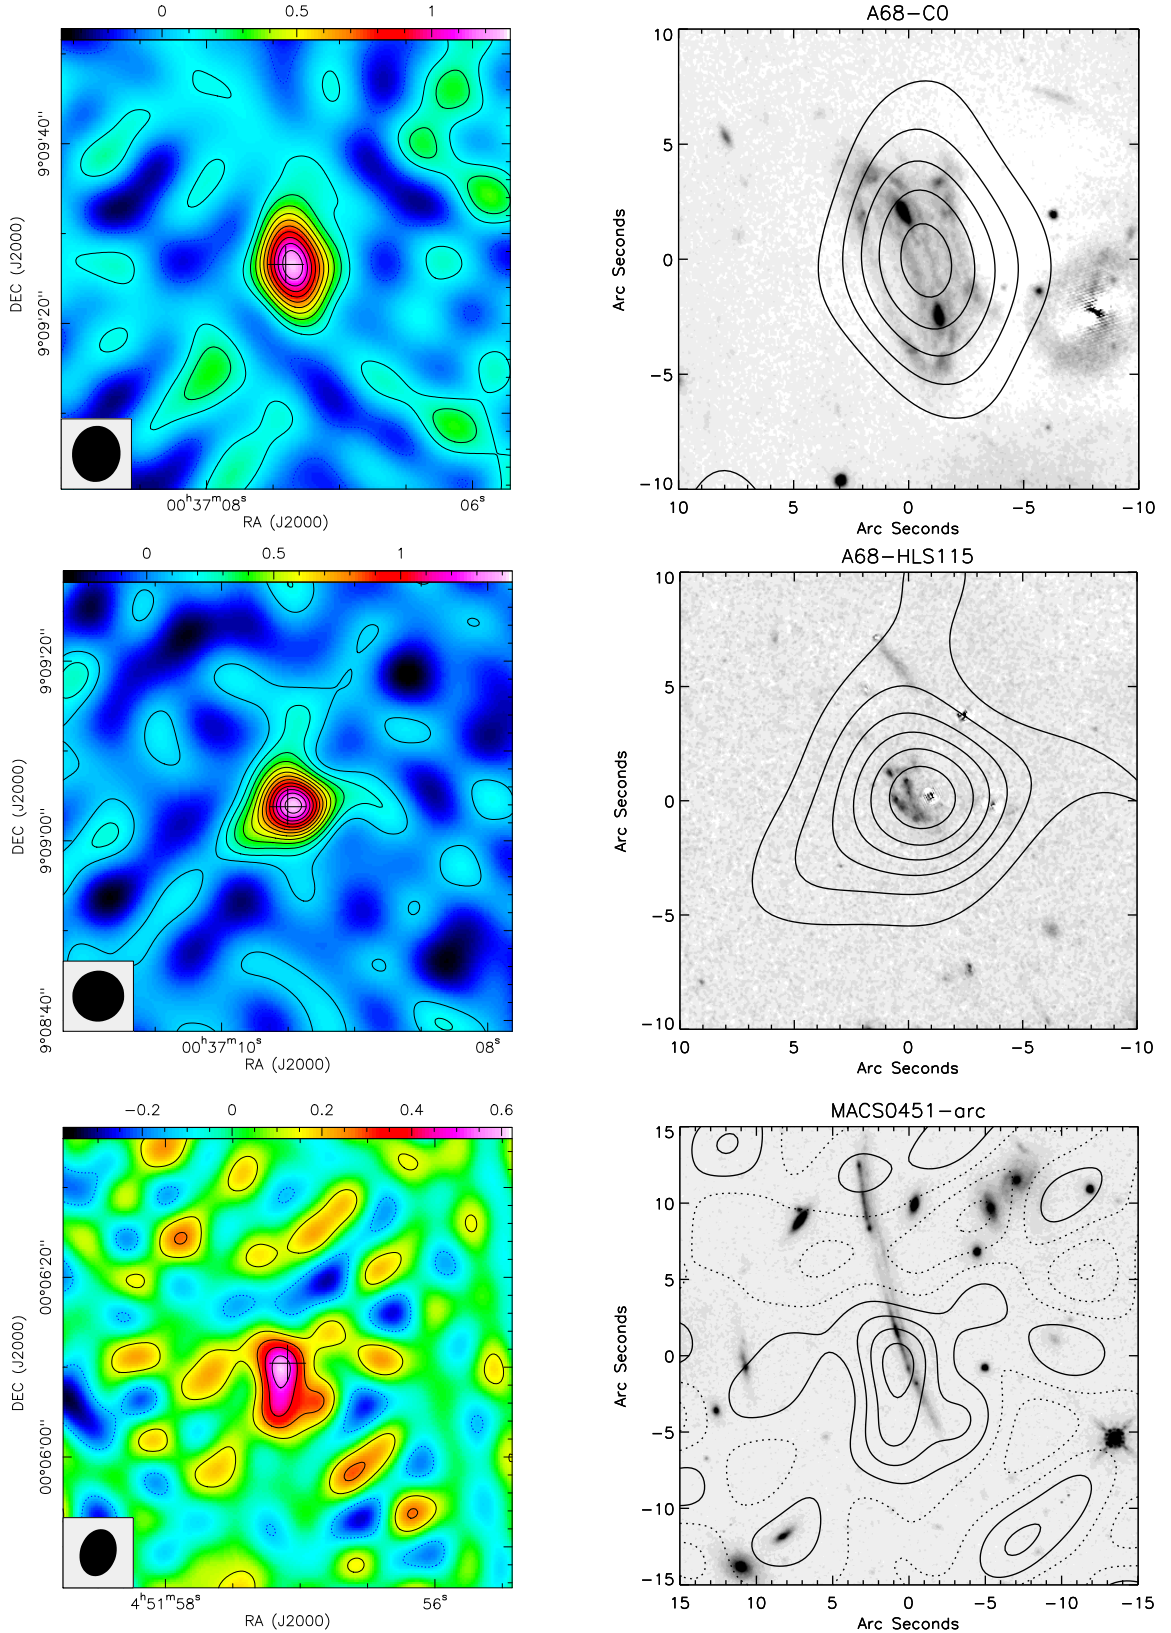 0 0.5 1
A68-C0
9°09'40''
9°09'20''
DEC (J2000)
00h37m08s 06s
RA (J2000)
10
5
0
-5
-10
Arc Seconds
10 5 0 -5 -10
Arc Seconds
0 0.5 1
A68-HLS115
9°09'20''
9°09'00''
9°08'40''
DEC (J2000)
00h37m10s 08s
RA (J2000)
10
5
0
-5
-10
Arc Seconds
10 5 0 -5 -10
Arc Seconds
-0.2 0 0.2 0.4 0.6
MACS0451-arc
00°06'20''
00°06'00''
DEC (J2000)
4h51m58s 56s
RA (J2000)
15
10
5
0
-5
-10
-15
Arc Seconds
15 10 5 0 -5 -10 -15
Arc Seconds